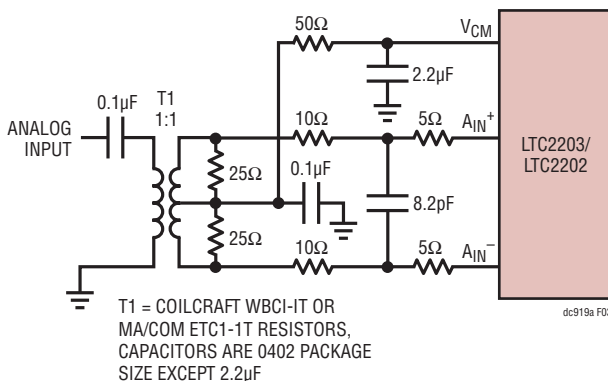 50Ω
VCM
2.2µF
0.1µF
T1
1:1
10Ω
5Ω
AIN+
ANALOG
INPUT
25Ω
0.1µF
LTC2203/
LTC2202
8.2pF
25Ω
10Ω
5Ω
AIN–
T1 = COILCRAFT WBCI-IT OR
MA/COM ETC1-1T RESISTORS,
CAPACITORS ARE 0402 PACKAGE
SIZE EXCEPT 2.2µF
dc919a F03